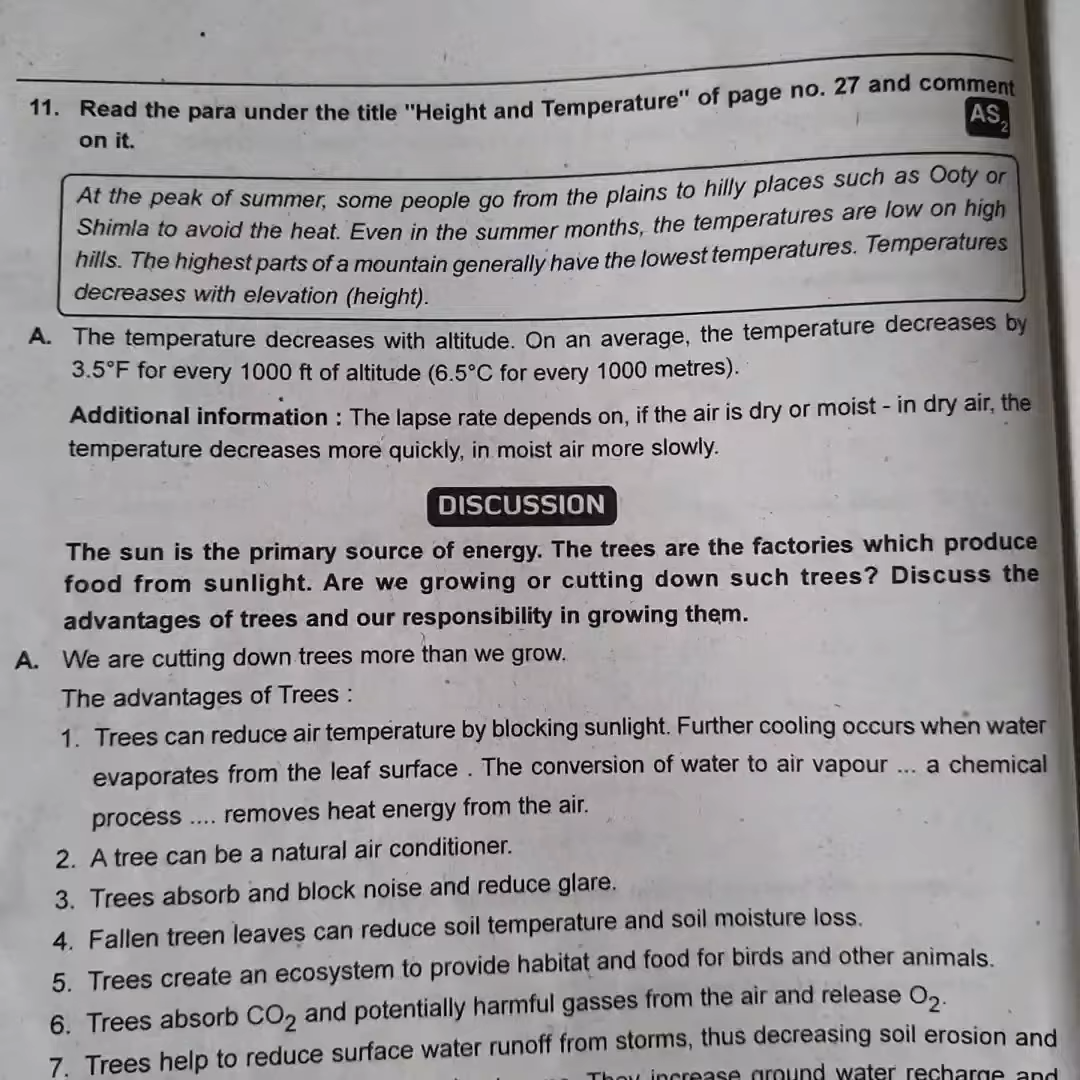 11. Read the para under the title "Height and Temperature" of page no. 27 and comment
on it.
AS2
At the peak of summer, some people go from the plains to hilly places such as Ooty or
Shimla to avoid the heat. Even in the summer months, the temperatures are low on high
hills. The highest parts of a mountain generally have the lowest temperatures. Temperatures
decreases with elevation (height).
A. The temperature decreases with altitude. On an average, the temperature decreases by
3.5°F for every 1000 ft of altitude (6.5°C for every 1000 metres).
Additional information : The lapse rate depends on, if the air is dry or moist - in dry air, the
temperature decreases more quickly, in moist air more slowly.
DISCUSSION
The sun is the primary source of energy. The trees are the factories which produce
food from sunlight. Are we growing or cutting down such trees? Discuss the
advantages of trees and our responsibility in growing them.
A. We are cutting down trees more than we grow.
The advantages of Trees :
1. Trees can reduce air temperature by blocking sunlight. Further cooling occurs when water
evaporates from the leaf surface . The conversion of water to air vapour ... a chemical
process .... removes heat energy from the air.
2. A tree can be a natural air conditioner.
3. Trees absorb and block noise and reduce glare.
4. Fallen treen leaves can reduce soil temperature and soil moisture loss.
5. Trees create an ecosystem to provide habitat and food for birds and other animals.
6. Trees absorb CO2 and potentially harmful gasses from the air and release O2.
7. Trees help to reduce surface water runoff from storms, thus decreasing soil erosion and
They increase ground water recharge and